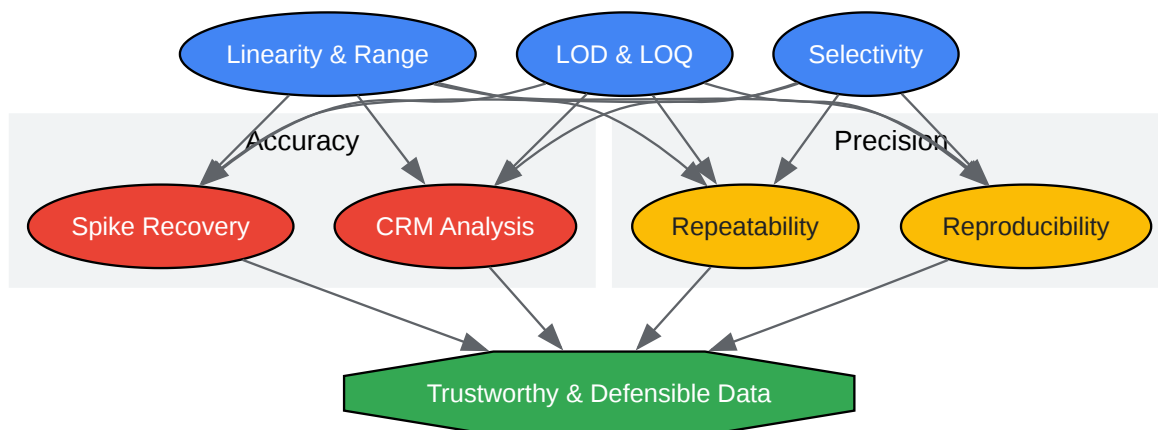 Linearity & Range
LOD & LOQ
Selectivity
Accuracy
Precision
Spike Recovery
CRM Analysis
Repeatability
Reproducibility
Trustworthy & Defensible Data